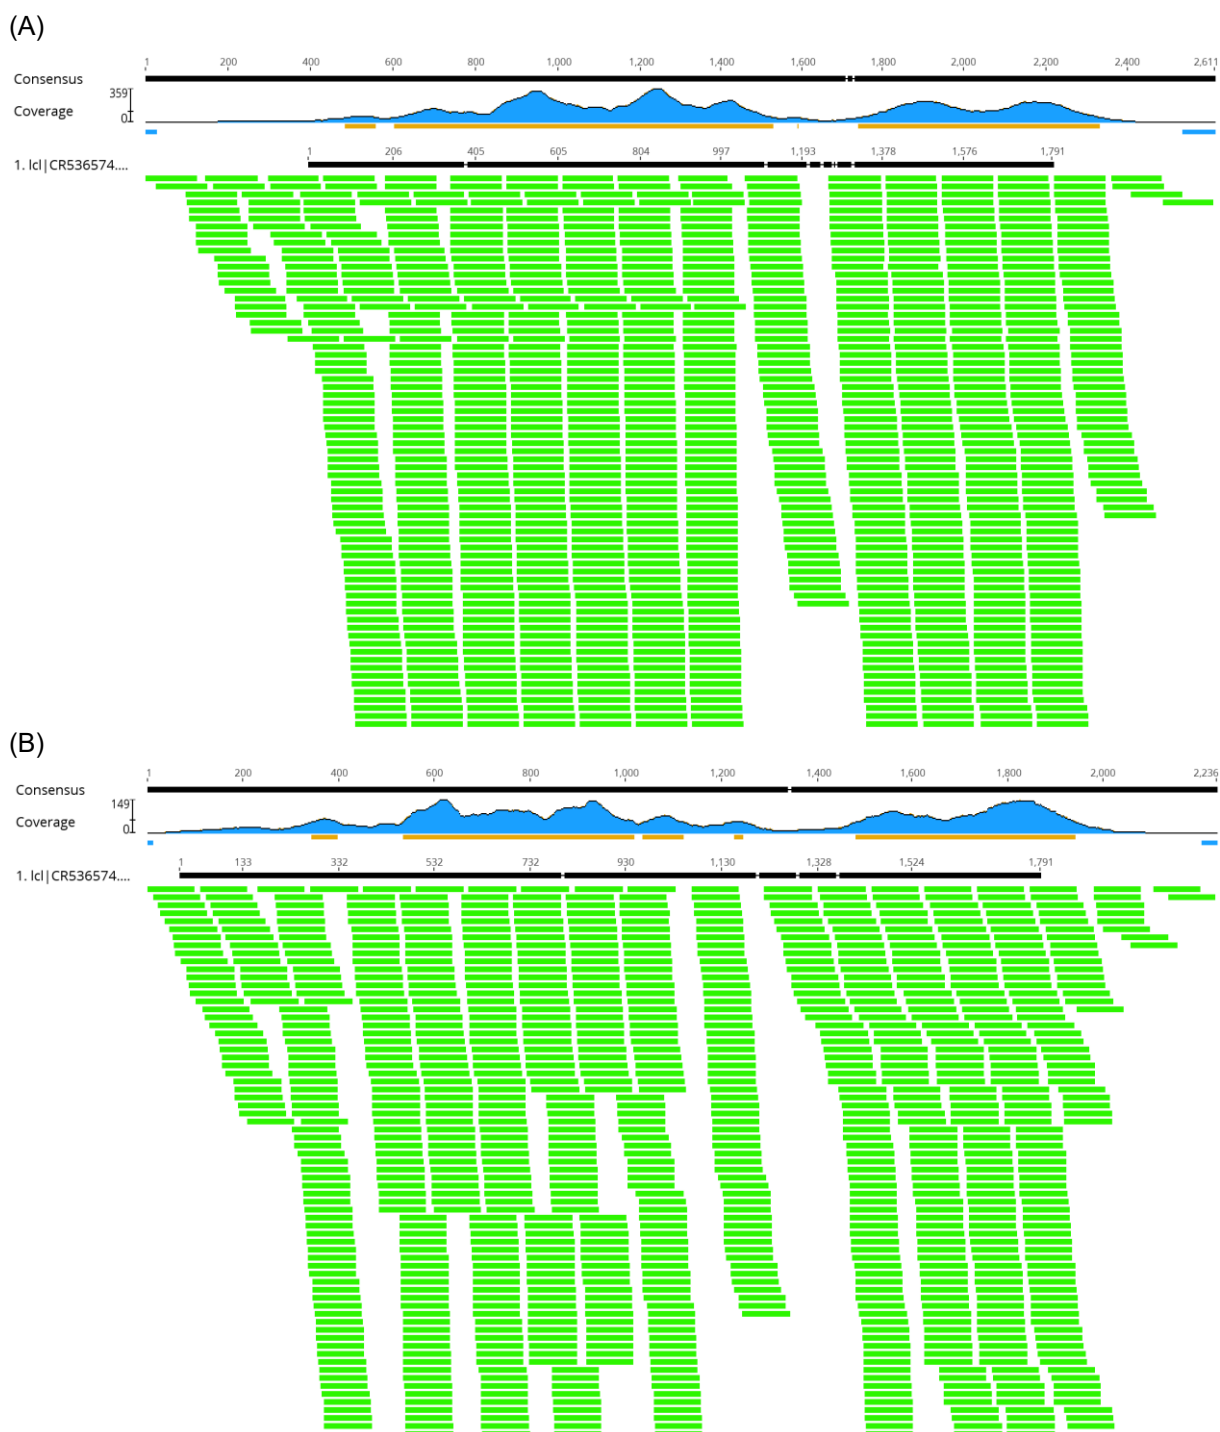 (A)
1 200 400 600 800 1,000 1,200 1,400 1,600 1,800 2,000 2,200 2,400 2,611
Consensus
359
Coverage
0
1 206 405 605 804 997 1,193 1,378 1,576 1,791
1. lcl|CR536574....
(B)
1 200 400 600 800 1,000 1,200 1,400 1,600 1,800 2,000 2,236
Consensus
149
Coverage
0
1 133 332 532 732 930 1,130 1,328 1,524 1,791
1. lcl|CR536574....